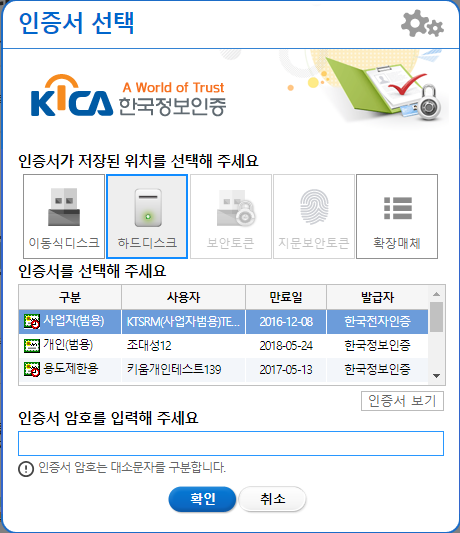 인증서 선택
KICA
A World of Trust
한국정보인증
인증서가 저장된 위치를 선택해 주세요
이동식디스크 하드디스크 보안토큰 지문보안토큰 확장매체
인증서를 선택해 주세요
구분 사용자 만료일 발급자
사업자(범용) KTSRM(사업자범용)TE... 2016-12-08 한국전자인증
개인(범용) 조대성12 2018-05-24 한국정보인증
용도제한용 키움개인테스트139 2017-05-13 한국정보인증
인증서 보기
인증서 암호를 입력해 주세요
인증서 암호는 대소문자를 구분합니다.
확인 취소